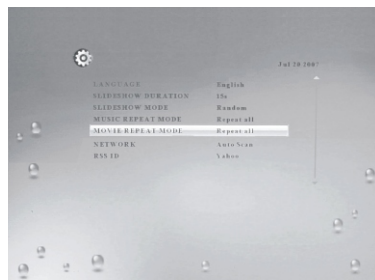 Jul 20 2007
LANGUAGE English
SLIDESHOW DURATION 15s
SLIDESHOW MODE Random
MUSIC REPEAT MODE Repeat all
MOVIE REPEAT MODE Repeat all
NETWORK Auto Scan
RSS ID Yahoo